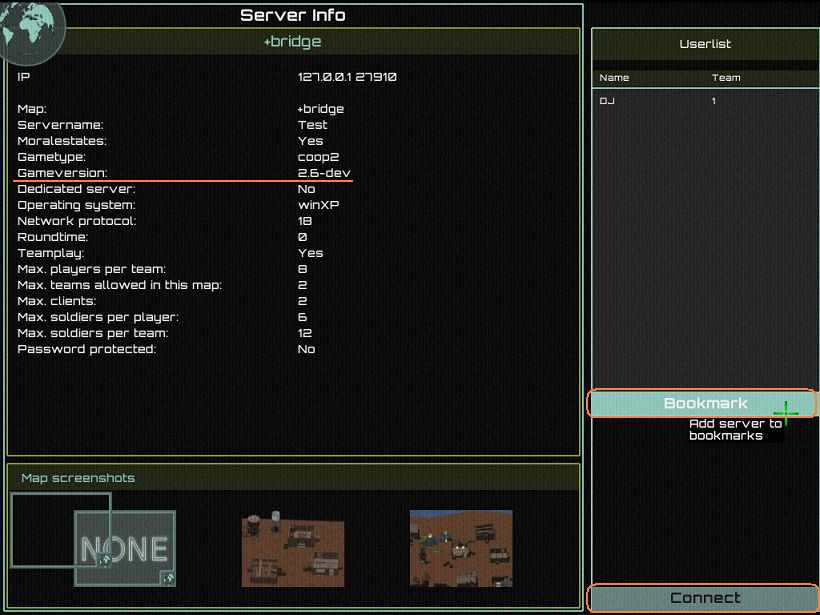 Server Info
+bridge
IP 127.0.0.1 27910
Map: +bridge
Servername: Test
Moralestates: Yes
Gametype: coop2
Gameversion: 2.6-dev
Dedicated server: No
Operating system: winXP
Network protocol: 18
Roundtime: 0
Teamplay: Yes
Max. players per team: 8
Max. teams allowed in this map: 2
Max. clients: 2
Max. soldiers per player: 6
Max. soldiers per team: 12
Password protected: No
Map screenshots
NONE
Userlist
Name Team
DJ 1
Bookmark
Add server to
bookmarks
Connect